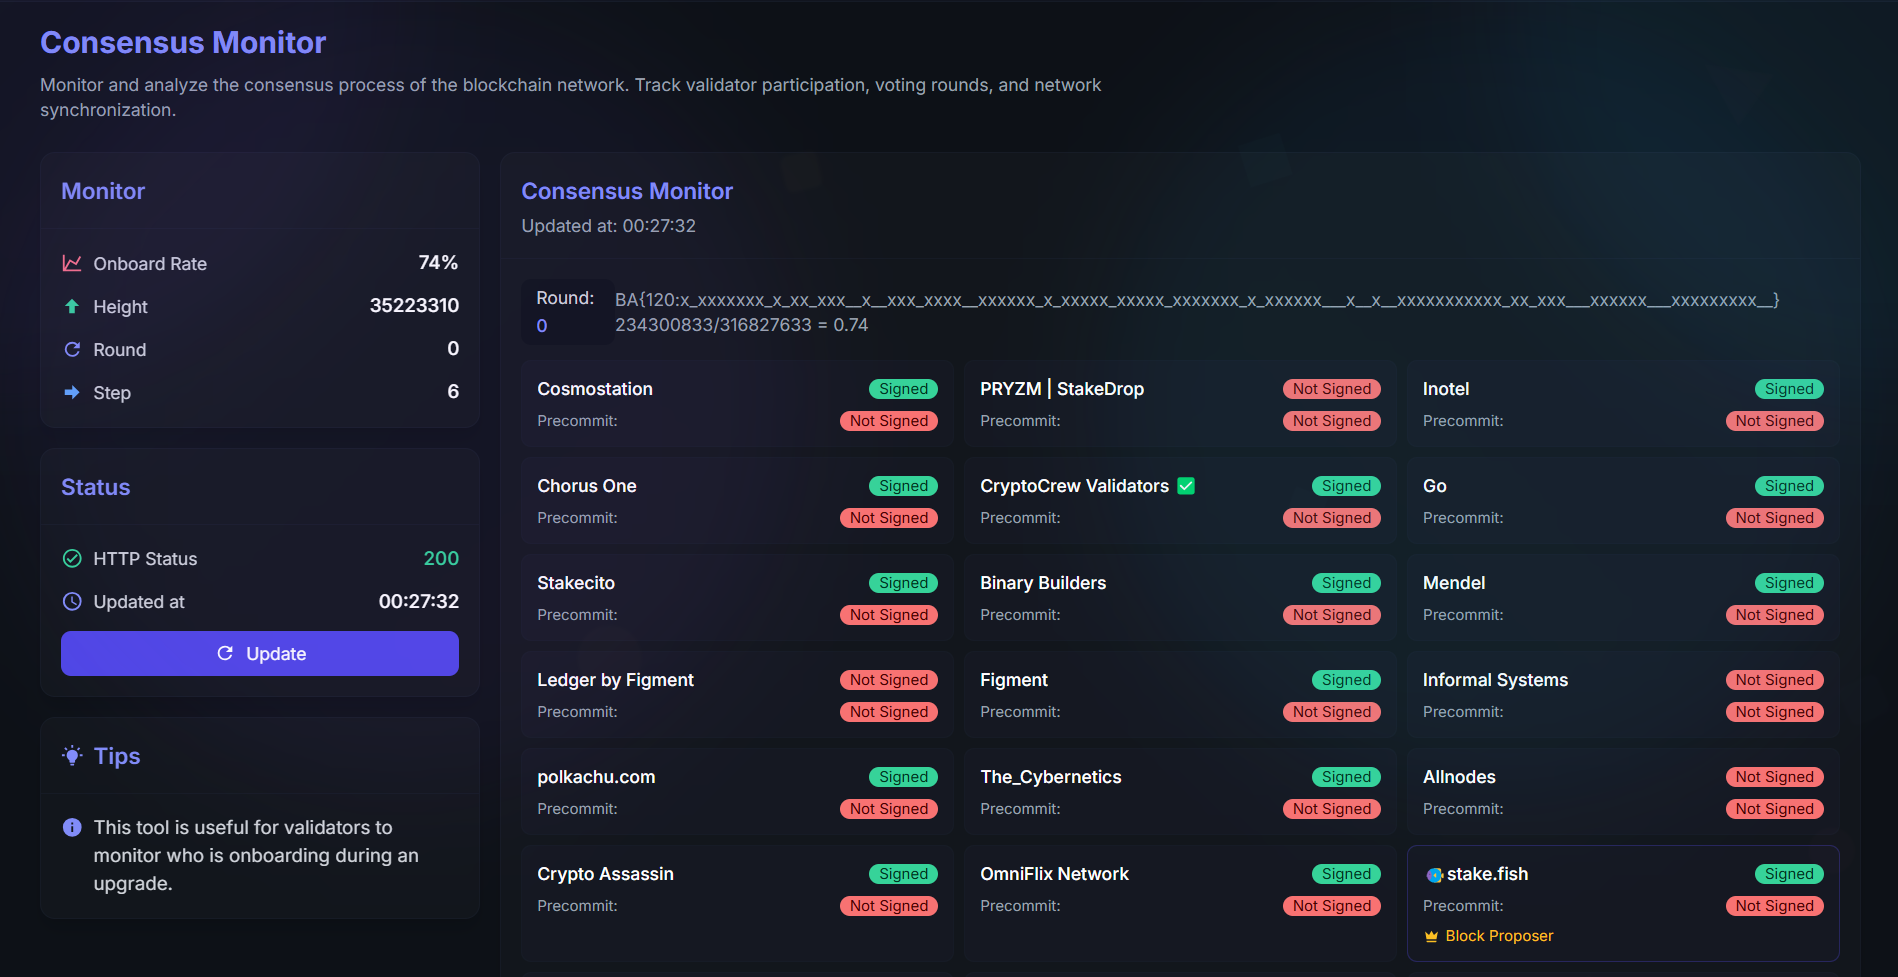 Consensus Monitor
Monitor and analyze the consensus process of the blockchain network. Track validator participation, voting rounds, and network
synchronization.
Monitor
Onboard Rate 74%
Height 35223310
Round 0
Step 6
Status
HTTP Status 200
Updated at 00:27:32
Update
Tips
This tool is useful for validators to
monitor who is onboarding during an
upgrade.
Consensus Monitor
Updated at: 00:27:32
Round:
0
BA{120:x_xxxxxxx_x_xx_xxx__x__xxx_xxxx__xxxxxx_x_xxxxx_xxxxx_xxxxxxx_x_xxxxxx___x__x__xxxxxxxxxxx_xx_xxx___xxxxxx___xxxxxxxxx__}
234300833/316827633 = 0.74
Cosmostation Signed
Precommit: Not Signed
PRYZM | StakeDrop Not Signed
Precommit: Not Signed
Inotel Signed
Precommit: Not Signed
Chorus One Signed
Precommit: Not Signed
CryptoCrew Validators ✅ Signed
Precommit: Not Signed
Go Signed
Precommit: Not Signed
Stakecito Signed
Precommit: Not Signed
Binary Builders Signed
Precommit: Not Signed
Mendel Signed
Precommit: Not Signed
Ledger by Figment Not Signed
Precommit: Not Signed
Figment Signed
Precommit: Not Signed
Informal Systems Not Signed
Precommit: Not Signed
polkachu.com Signed
Precommit: Not Signed
The_Cybernetics Signed
Precommit: Not Signed
Allnodes Not Signed
Precommit: Not Signed
Crypto Assassin Signed
Precommit: Not Signed
OmniFlix Network Signed
Precommit: Not Signed
stake.fish Signed
Precommit: Not Signed
Block Proposer